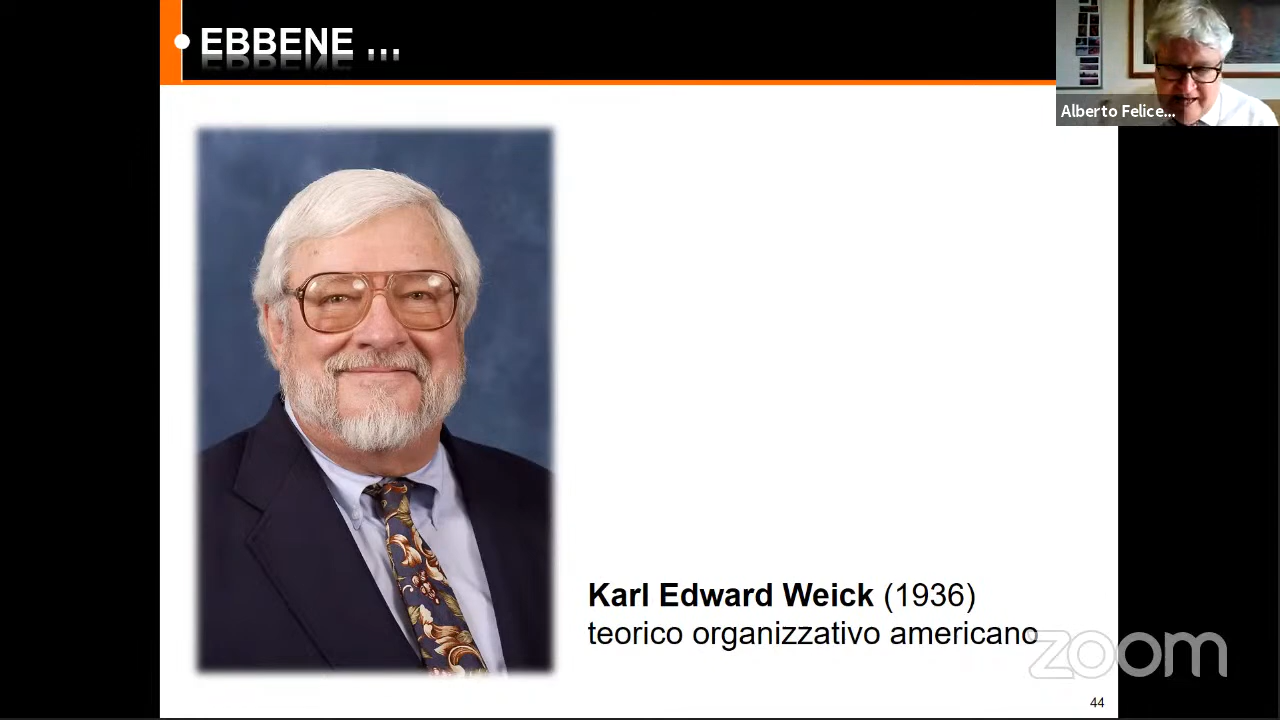 EBBENE ...
Alberto Felice...
Karl Edward Weick (1936)
teorico organizzativo americano
zoom
44